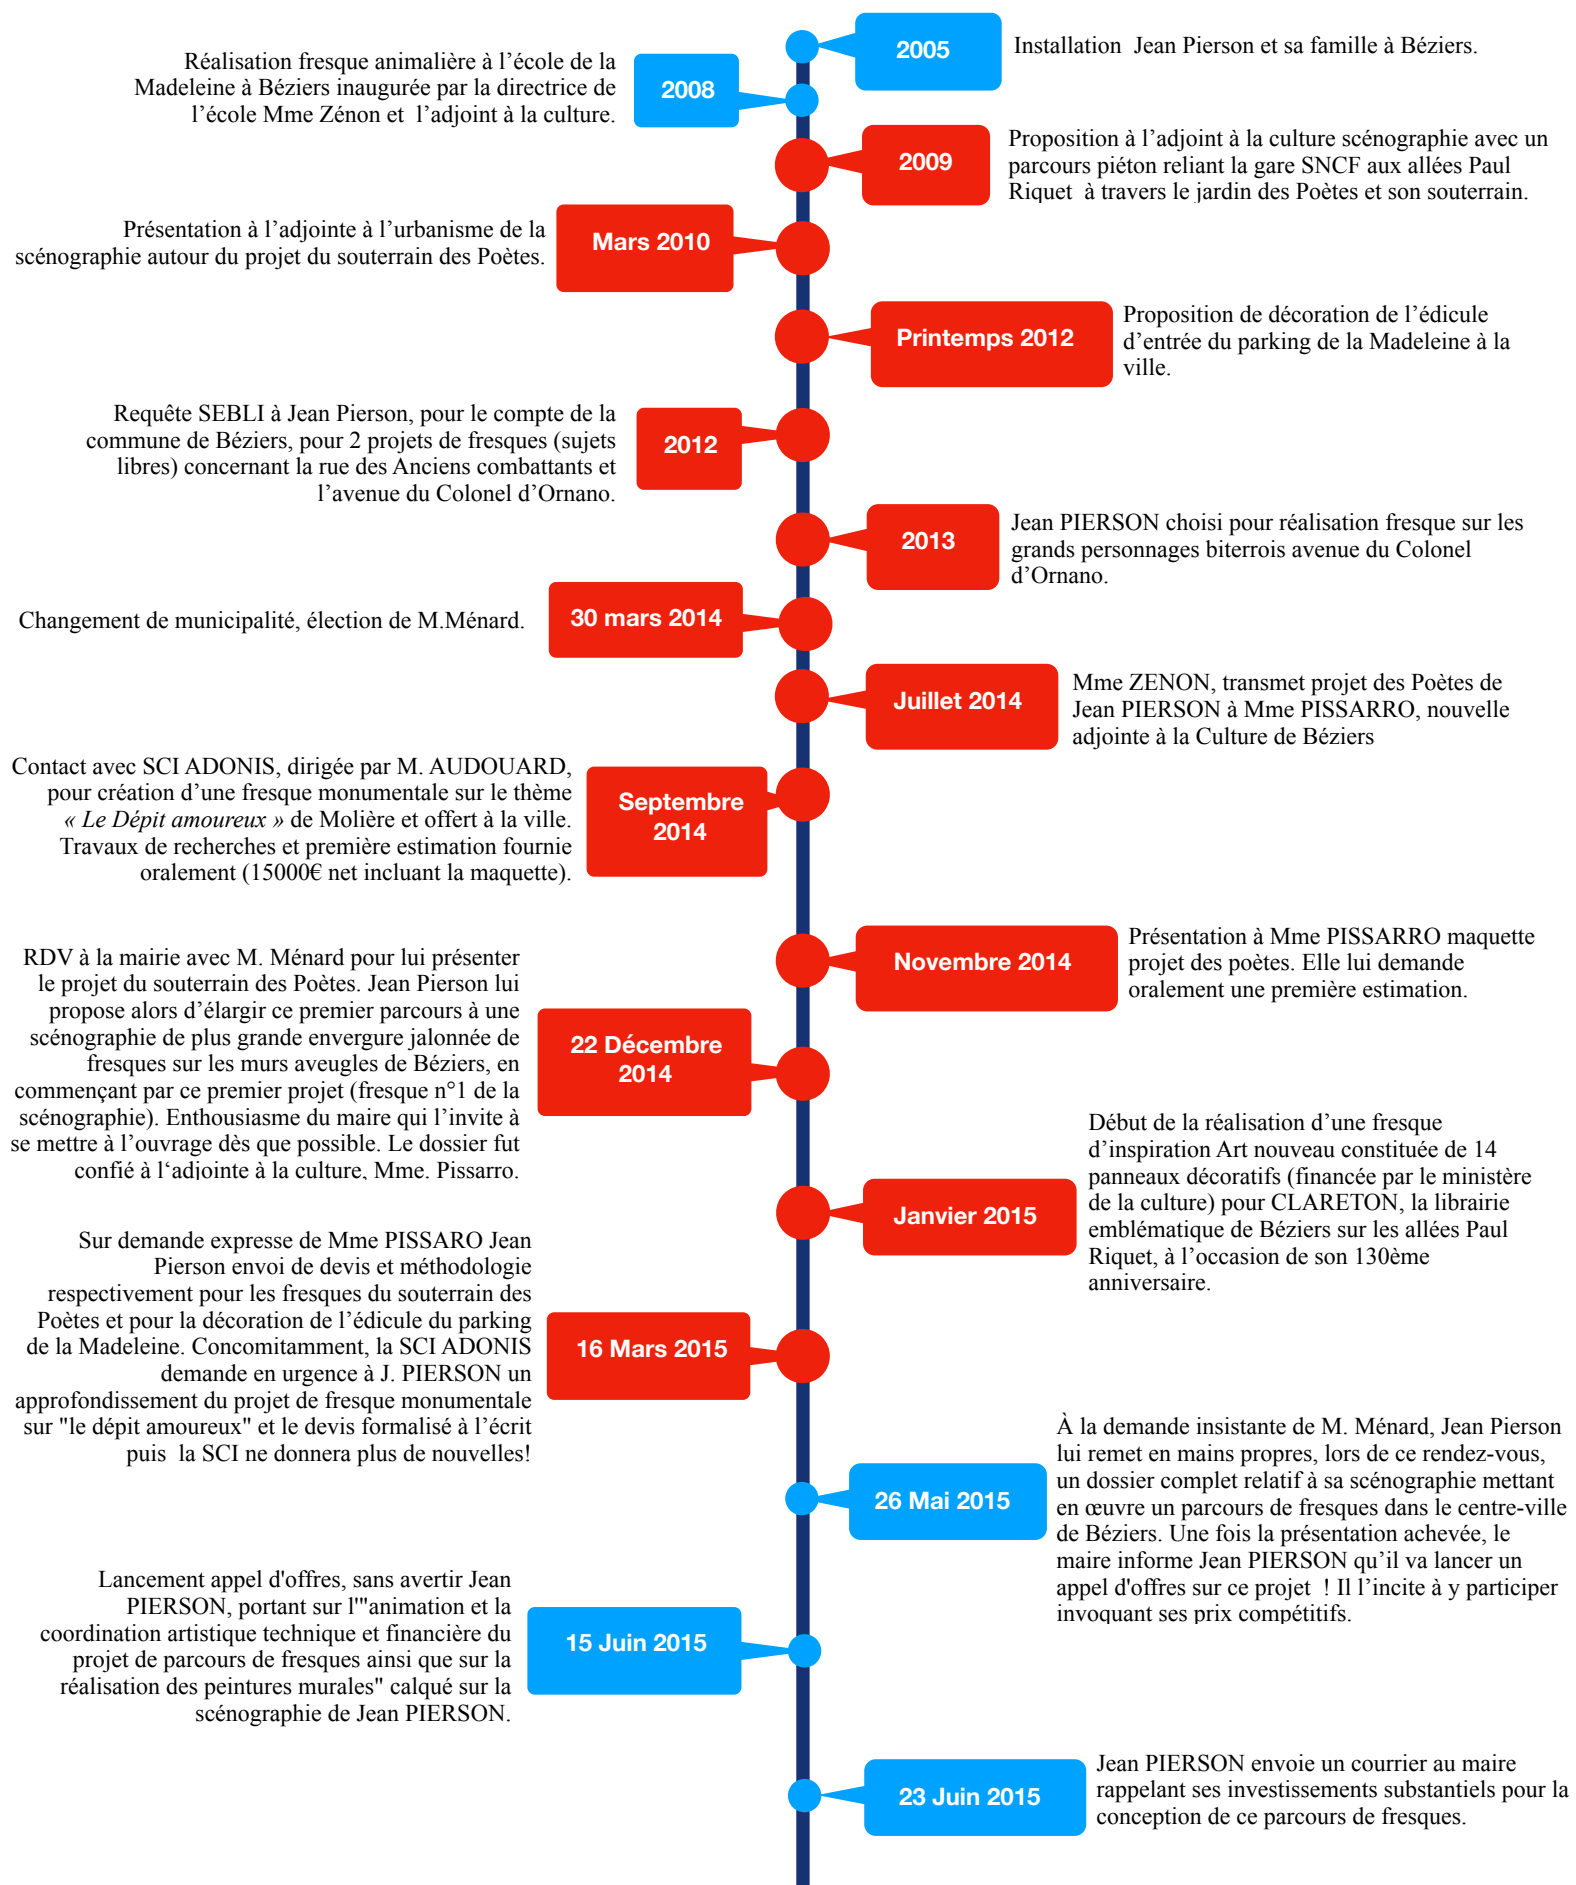 2005
Installation  Jean Pierson et sa famille à Béziers.
Réalisation fresque animalière à l’école de la
Madeleine à Béziers inaugurée par la directrice de
l’école Mme Zénon et  l’adjoint à la culture.
2008
2009
Proposition à l’adjoint à la culture scénographie avec un
parcours piéton reliant la gare SNCF aux allées Paul
Riquet  à travers le jardin des Poètes et son souterrain.
Présentation à l’adjointe à l’urbanisme de la
scénographie autour du projet du souterrain des Poètes.
Mars 2010
Printemps 2012
Proposition de décoration de l’édicule
d’entrée du parking de la Madeleine à la
ville.
Requête SEBLI à Jean Pierson, pour le compte de la
commune de Béziers, pour 2 projets de fresques (sujets
libres) concernant la rue des Anciens combattants et
l’avenue du Colonel d’Ornano.
2012
2013
Jean PIERSON choisi pour réalisation fresque sur les
grands personnages biterrois avenue du Colonel
d’Ornano.
Changement de municipalité, élection de M.Ménard.
30 mars 2014
Juillet 2014
Mme ZENON, transmet projet des Poètes de
Jean PIERSON à Mme PISSARRO, nouvelle
adjointe à la Culture de Béziers
Contact avec SCI ADONIS, dirigée par M. AUDOUARD,
pour création d’une fresque monumentale sur le thème
« Le Dépit amoureux » de Molière et offert à la ville.
Travaux de recherches et première estimation fournie
oralement (15000€ net incluant la maquette).
Septembre
2014
Novembre 2014
Présentation à Mme PISSARRO maquette
projet des poètes. Elle lui demande
oralement une première estimation.
RDV à la mairie avec M. Ménard pour lui présenter
le projet du souterrain des Poètes. Jean Pierson lui
propose alors d’élargir ce premier parcours à une
scénographie de plus grande envergure jalonnée de
fresques sur les murs aveugles de Béziers, en
commençant par ce premier projet (fresque n°1 de la
scénographie). Enthousiasme du maire qui l’invite à
se mettre à l’ouvrage dès que possible. Le dossier fut
confié à l‘adjointe à la culture, Mme. Pissarro.
22 Décembre
2014
Janvier 2015
Début de la réalisation d’une fresque
d’inspiration Art nouveau constituée de 14
panneaux décoratifs (financée par le ministère
de la culture) pour CLARETON, la librairie
emblématique de Béziers sur les allées Paul
Riquet, à l’occasion de son 130ème
anniversaire.
Sur demande expresse de Mme PISSARO Jean
Pierson envoi de devis et méthodologie
respectivement pour les fresques du souterrain des
Poètes et pour la décoration de l’édicule du parking
de la Madeleine. Concomitamment, la SCI ADONIS
demande en urgence à J. PIERSON un
approfondissement du projet de fresque monumentale
sur "le dépit amoureux" et le devis formalisé à l’écrit
puis  la SCI ne donnera plus de nouvelles!
16 Mars 2015
26 Mai 2015
À la demande insistante de M. Ménard, Jean Pierson
lui remet en mains propres, lors de ce rendez-vous,
un dossier complet relatif à sa scénographie mettant
en œuvre un parcours de fresques dans le centre-ville
de Béziers. Une fois la présentation achevée, le
maire informe Jean PIERSON qu’il va lancer un
appel d'offres sur ce projet  ! Il l’incite à y participer
invoquant ses prix compétitifs.
Lancement appel d'offres, sans avertir Jean
PIERSON, portant sur l'"animation et la
coordination artistique technique et financière du
projet de parcours de fresques ainsi que sur la
réalisation des peintures murales" calqué sur la
scénographie de Jean PIERSON.
15 Juin 2015
23 Juin 2015
Jean PIERSON envoie un courrier au maire
rappelant ses investissements substantiels pour la
conception de ce parcours de fresques.